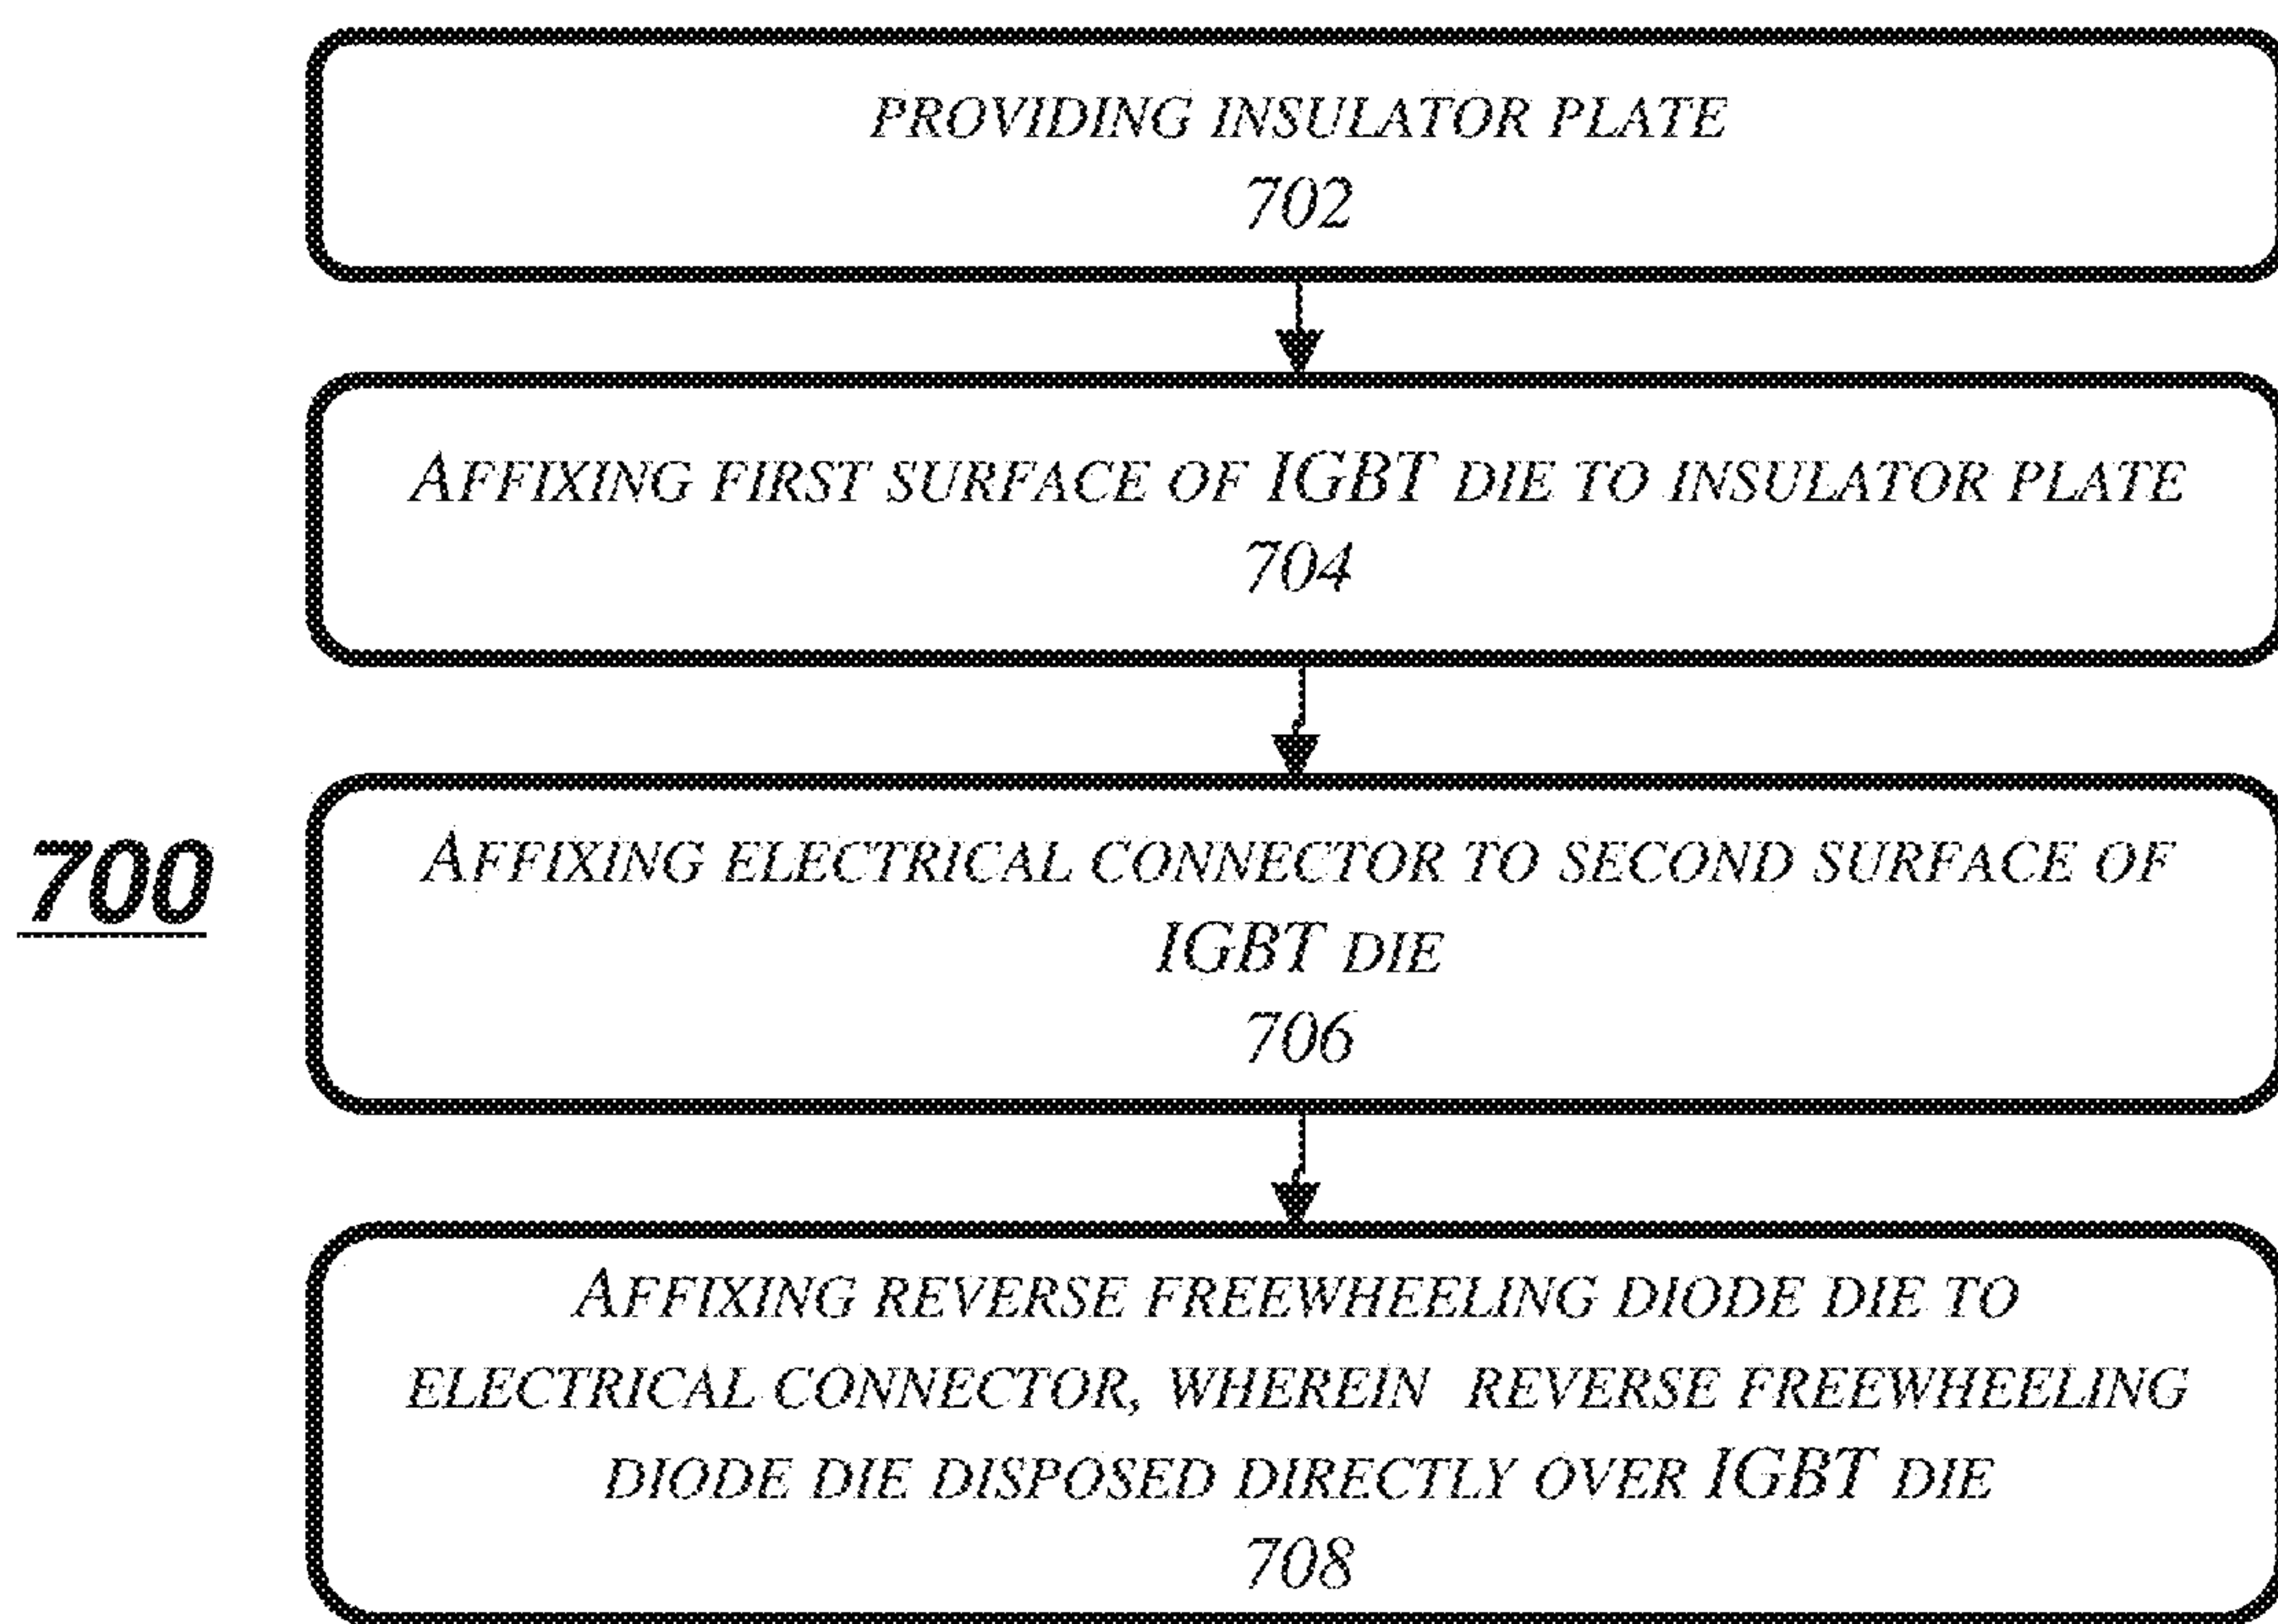 PROVIDING INSULATOR PLATE
702
AFFIXING FIRST SURFACE OF IGBT DIE TO INSULATOR PLATE
704
700
AFFIXING ELECTRICAL CONNECTOR TO SECOND SURFACE OF
IGBT DIE
706
AFFIXING REVERSE FREEWHEELING DIODE DIE TO
ELECTRICAL CONNECTOR, WHEREIN REVERSE FREEWHEELING
DIODE DIE DISPOSED DIRECTLY OVER IGBT DIE
708